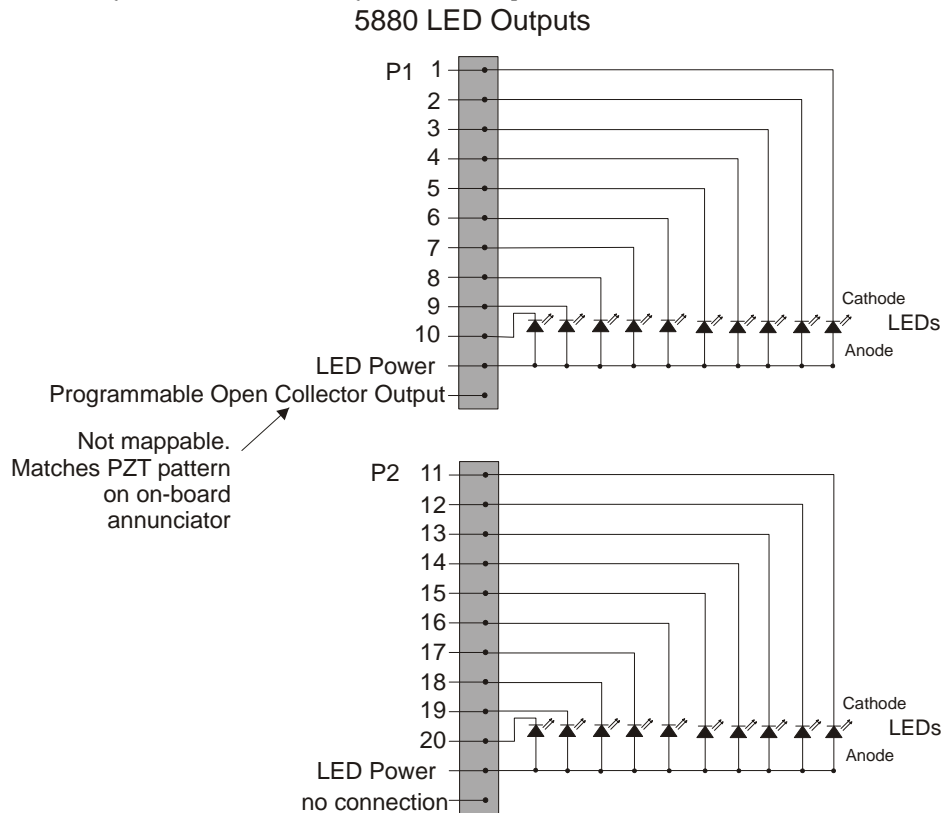 5880 LED Outputs
P1 1
2
3
4
5
6
7
8
9
10
Cathode
LEDs
Anode
LED Power
Programmable Open Collector Output
Not mappable.
Matches PZT pattern
on on-board
annunciator
P2 11
12
13
14
15
16
17
18
19
20
Cathode
LEDs
Anode
LED Power
no connection